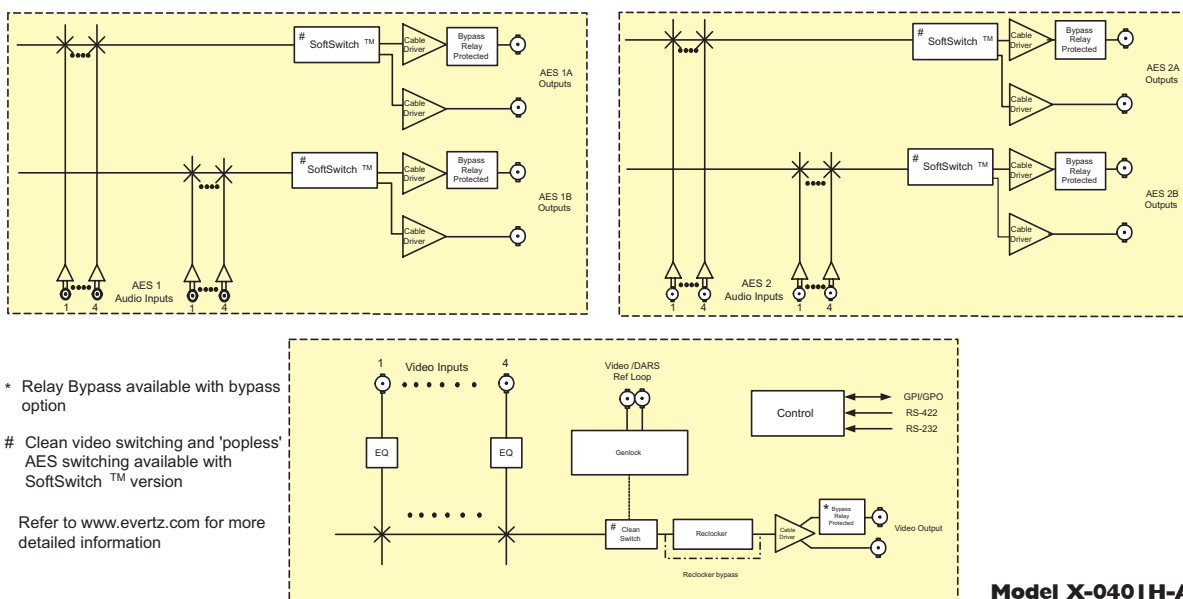 # SoftSwitch TM
Cable Driver
Bypass Relay Protected
AES 1A Outputs
Cable Driver
# SoftSwitch TM
Cable Driver
Bypass Relay Protected
AES 1B Outputs
Cable Driver
AES 1 Audio Inputs
1 4 1 4
# SoftSwitch TM
Cable Driver
Bypass Relay Protected
AES 2A Outputs
Cable Driver
# SoftSwitch TM
Cable Driver
Bypass Relay Protected
AES 2B Outputs
Cable Driver
AES 2 Audio Inputs
1 4 1 4
* Relay Bypass available with bypass
option
# Clean video switching and 'popless'
AES switching available with
SoftSwitch TM version
Refer to www.evertz.com for more
detailed information
1 Video Inputs 4
EQ
EQ
Video /DARS
Ref Loop
Genlock
Control
GPI/GPO
RS-422
RS-232
# Clean Switch
Reclocker
Reclocker bypass
Cable Driver
* Bypass Relay Protected
Video Output
Model X-0401H-A